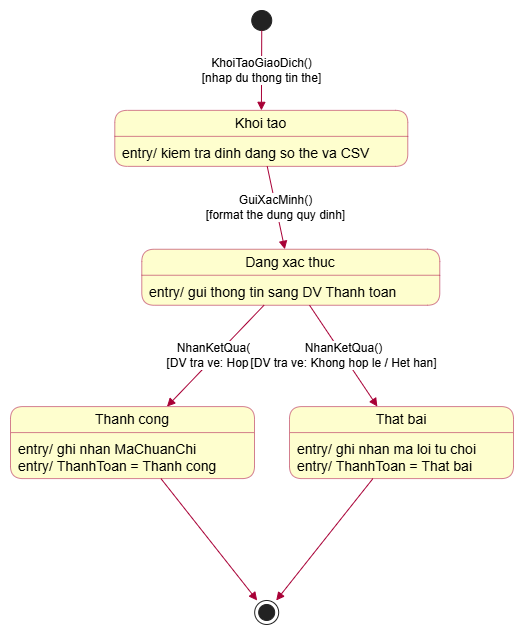 KhoiTaoGiaoDich()
[nhap du thong tin the]
Khoi tao
entry/ kiem tra dinh dang so the va CSV
GuiXacMinh()
[format the dung quy dinh]
Dang xac thuc
entry/ gui thong tin sang DV Thanh toan
NhanKetQua(
[DV tra ve: Hop
NhanKetQua()
[DV tra ve: Khong hop le / Het han]
Thanh cong
entry/ ghi nhan MaChuanChi
entry/ ThanhToan = Thanh cong
That bai
entry/ ghi nhan ma loi tu choi
entry/ ThanhToan = That bai